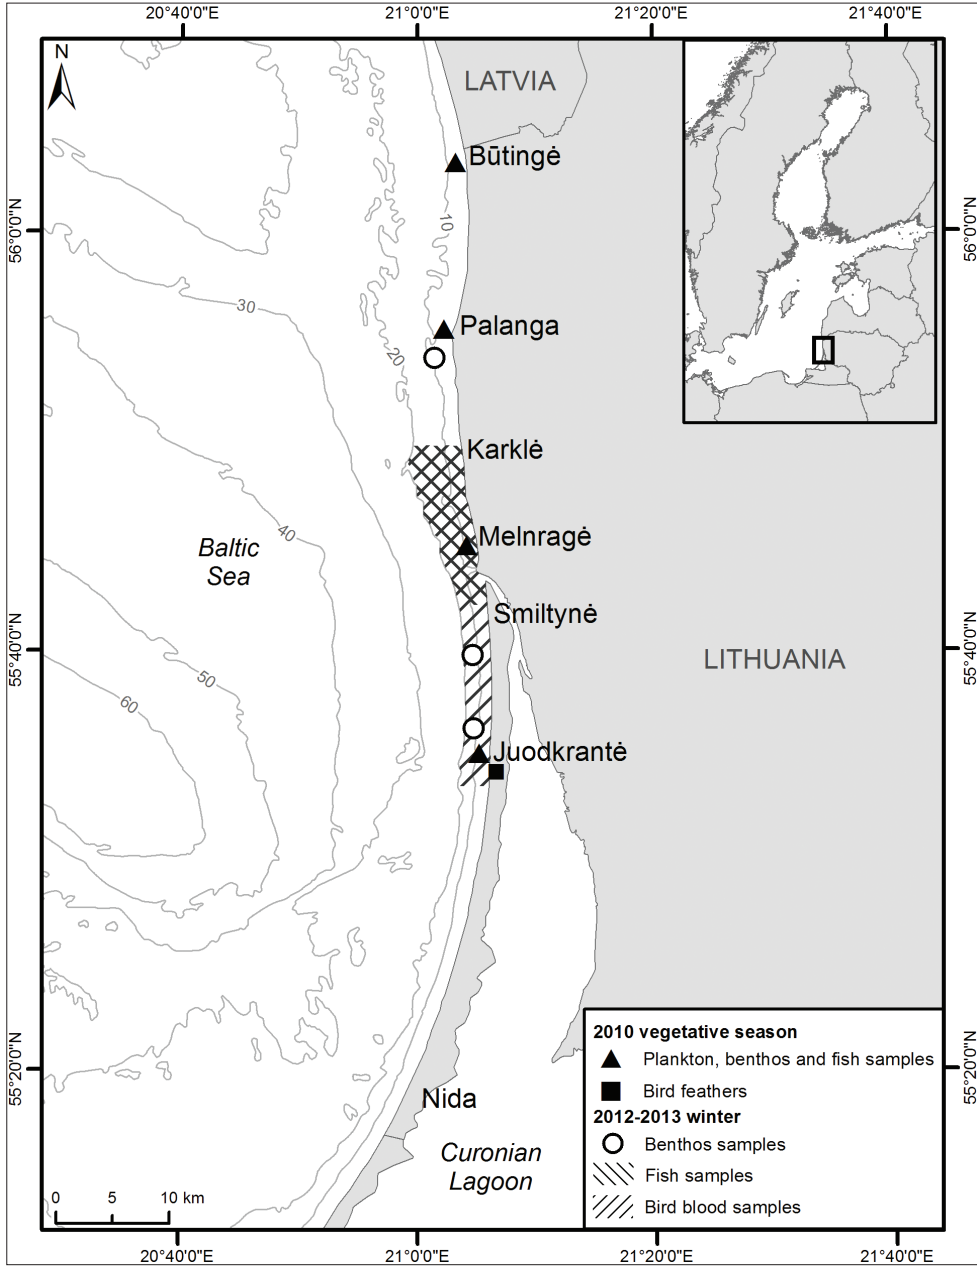 20°40'0"E
21°0'0"E
21°20'0"E
21°40'0"E
N
LATVIA
Būtingė
10
56°0'0"N
56°0'0"N
30
Palanga
20
Karklė
40
Melnragė
Baltic
Sea
Smiltynė
55°40'0"N
55°40'0"N
LITHUANIA
50
60
Juodkrantė
2010 vegetative season
Plankton, benthos and fish samples
Bird feathers
2012-2013 winter
Benthos samples
Fish samples
Bird blood samples
55°20'0"N
55°20'0"N
Nida
Curonian
Lagoon
0 5 10 km
20°40'0"E
21°0'0"E
21°20'0"E
21°40'0"E